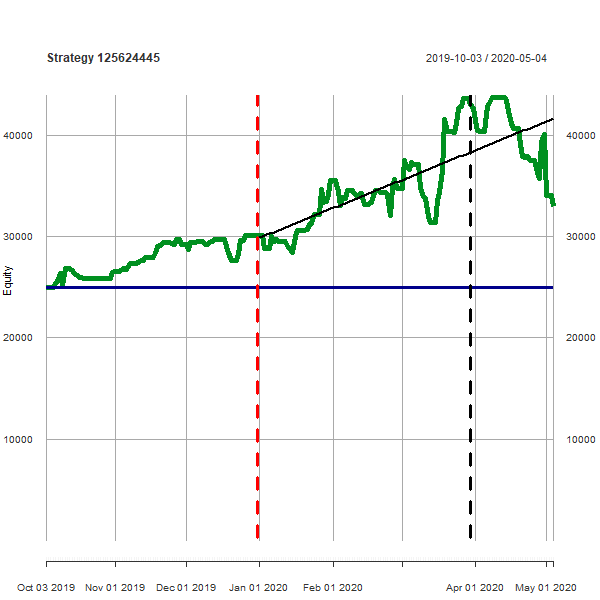 Strategy 125624445
2019-10-03 / 2020-05-04
40000
40000
30000
30000
Equity
20000
20000
10000
10000
Oct 03 2019
Nov 01 2019
Dec 01 2019
Jan 01 2020
Feb 01 2020
Apr 01 2020
May 01 2020